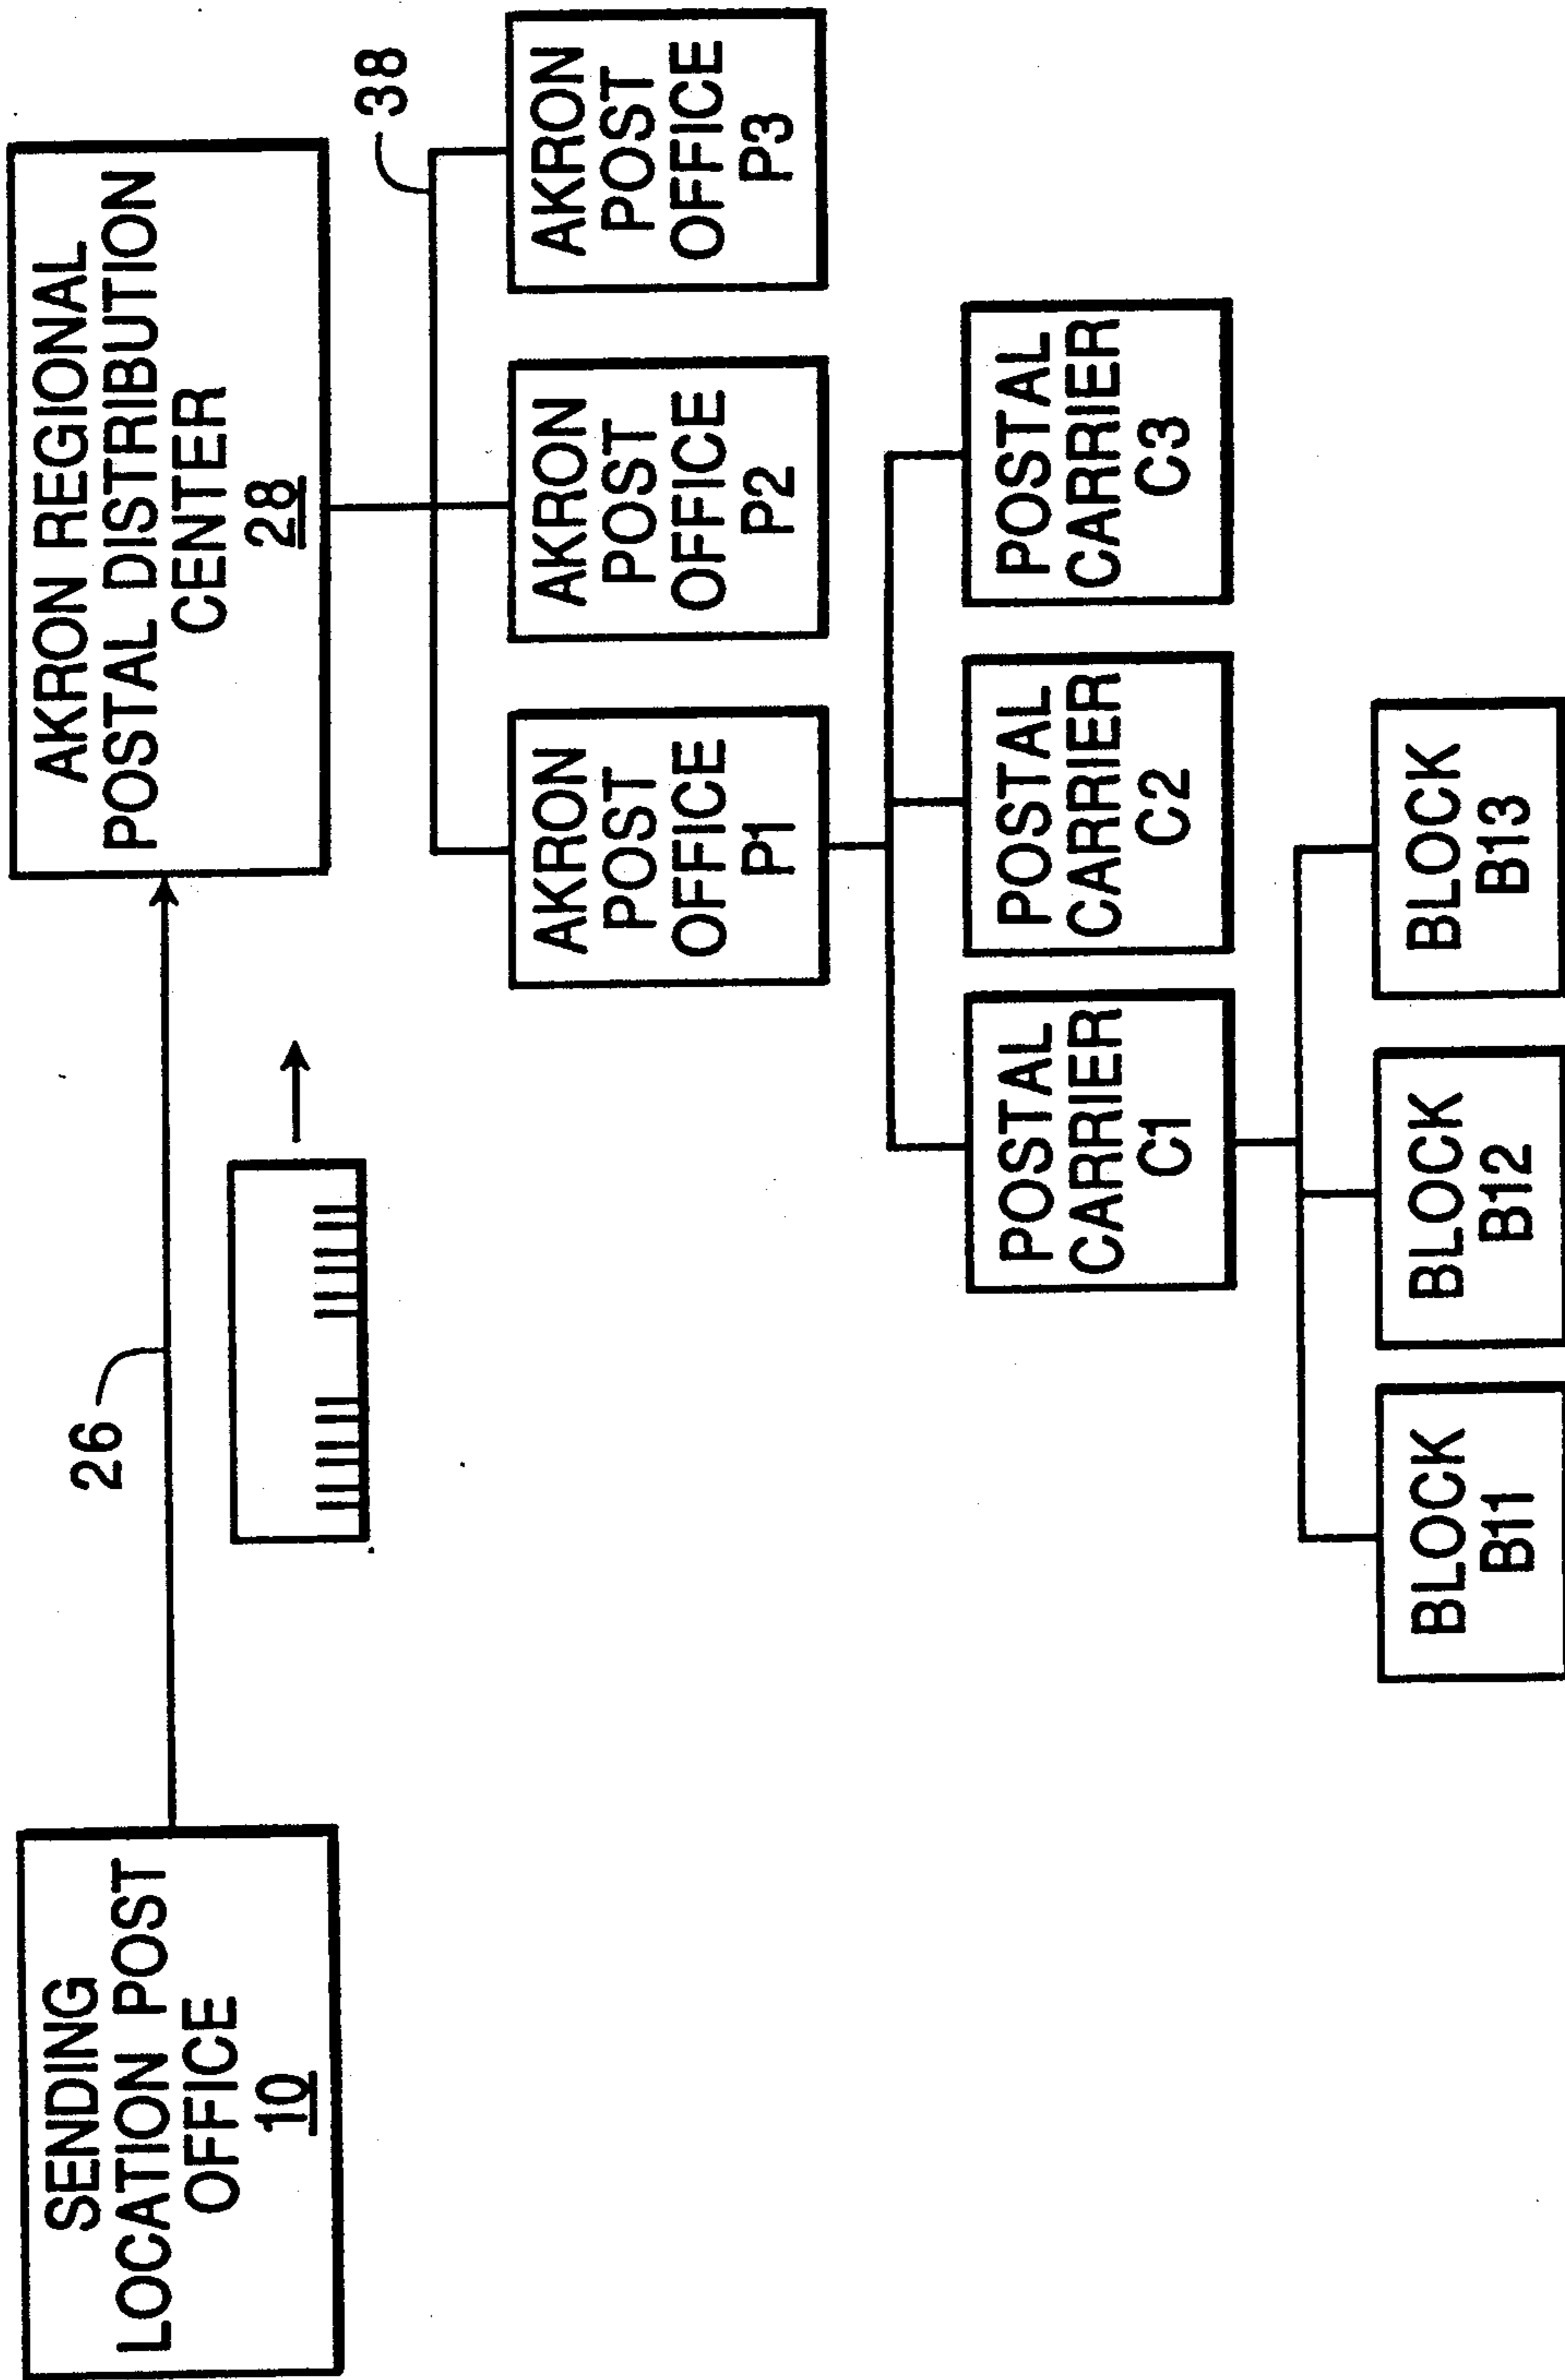 SENDING
LOCATION POST
OFFICE
10
26
AKRON REGIONAL
POSTAL DISTRIBUTION
CENTER
28
38
AKRON
POST
OFFICE
P1
AKRON
POST
OFFICE
P2
AKRON
POST
OFFICE
P3
POSTAL
CARRIER
C1
POSTAL
CARRIER
C2
POSTAL
CARRIER
C3
BLOCK
B11
BLOCK
B12
BLOCK
B13